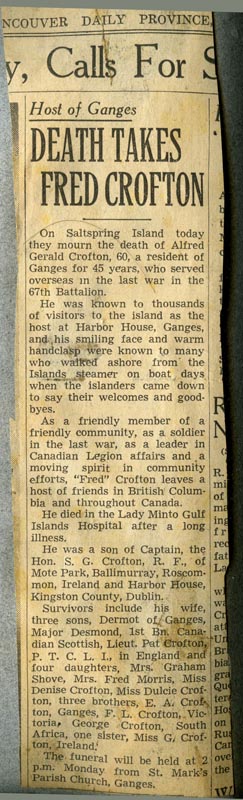 NCOUVER DAILY PROVINCE,
y, Calls For S
Host of Ganges
DEATH TAKES
FRED CROFTON
On Saltspring Island today
they mourn the death of Alfred
Gerald Crofton, 60, a resident of
Ganges for 45 years, who served
overseas in the last war in the
67th Battalion.
He was known to thousands
of visitors to the island as the
host at Harbor House, Ganges,
and his smiling face and warm
handclasp were known to many
who walked ashore from the
Islands steamer on boat days
when the islanders came down
to say their welcomes and good-
byes.
As a friendly member of a
friendly community, as a soldier
in the last war, as a leader in
Canadian Legion affairs and a
moving spirit in community
efforts, "Fred" Crofton leaves a
host of friends in British Colum-
bia and throughout Canada.
He died in the Lady Minto Gulf
Islands Hospital after a long
illness.
He was a son of Captain, the
Hon. S. G. Crofton, R. F., of
Mote Park, Ballimurray, Roscom-
mon, Ireland and Harbor House,
Kingston County, Dublin.
Survivors include his wife,
three sons, Dermot of Ganges,
Major Desmond, 1st Bn. Cana-
dian Scottish, Lieut. Pat Crofton,
P. T. C. L. I., in England and
four daughters, Mrs. Graham
Shove, Mrs. Fred Morris, Miss
Denise Crofton, Miss Dulcie Crof-
ton, three brothers, E. A. Crof-
ton, Ganges, F. L. Crofton, Vic-
toria, George Crofton, South
Africa, one sister, Miss G. Crof-
ton, Ireland.
The funeral will be held at 2
p.m. Monday from St. Mark's
Parish Church, Ganges.